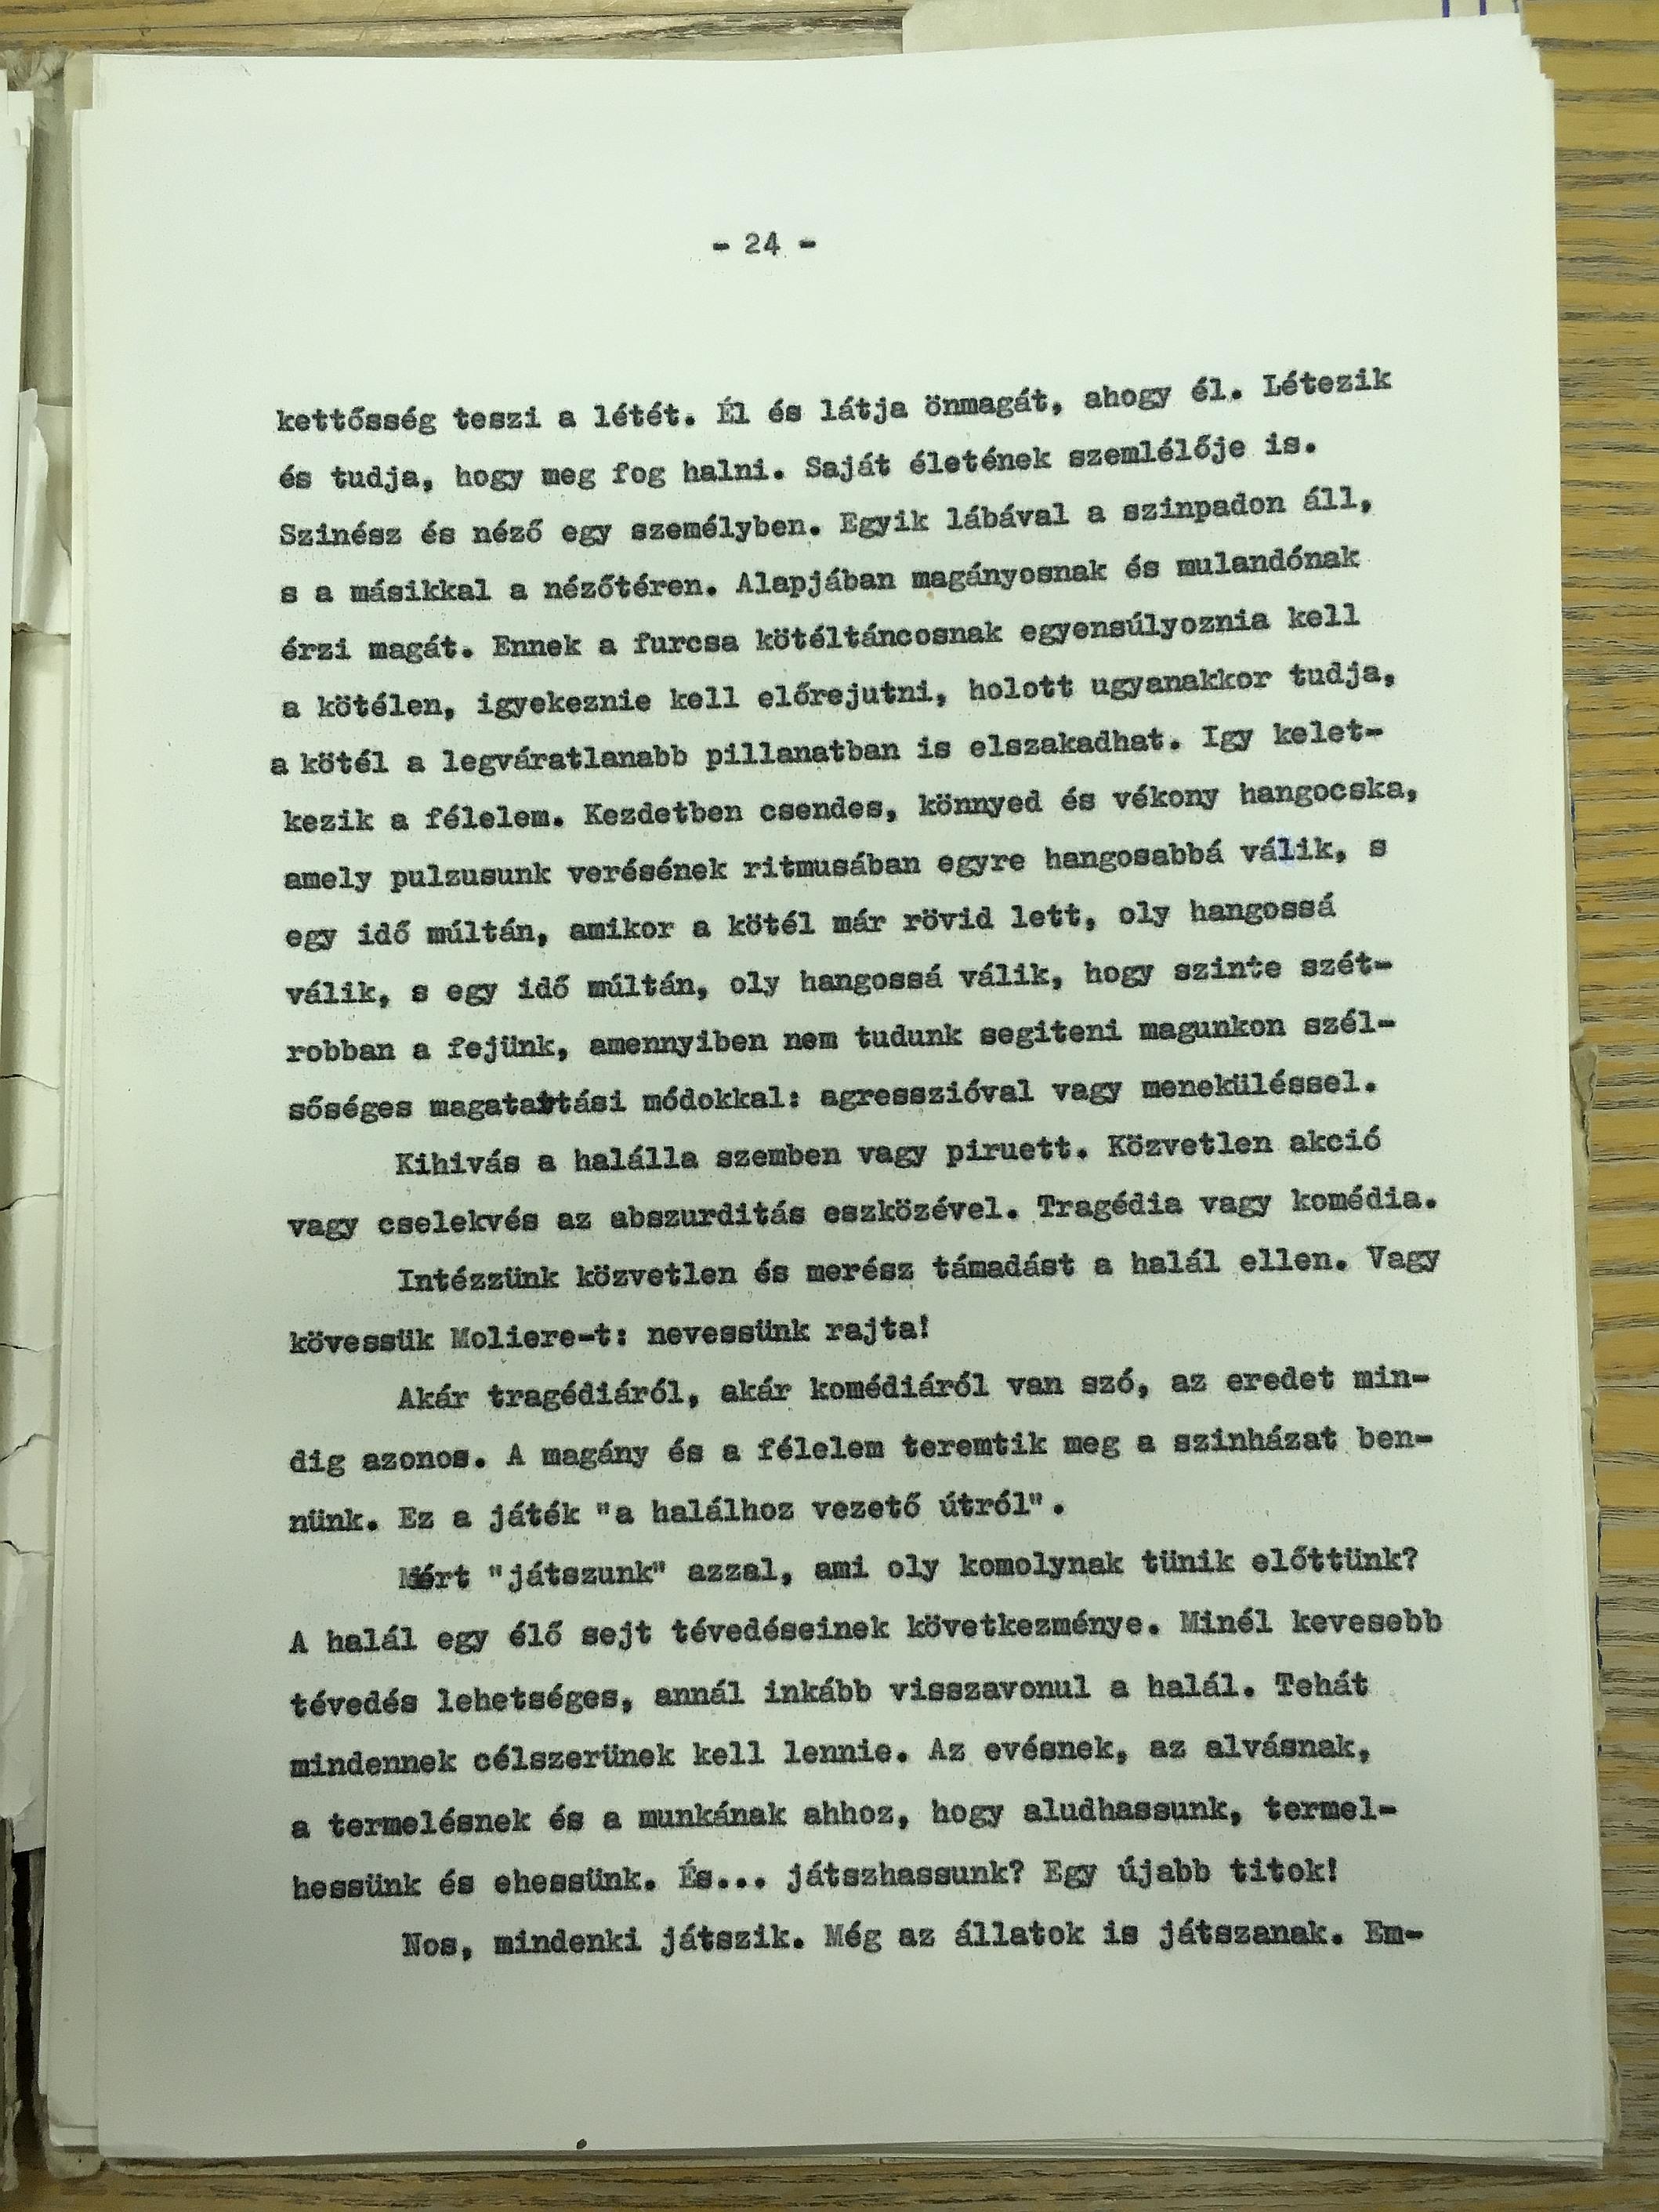 - 24 -
kettősség teszi a létét. Él és látja önmagát, ahogy él. Létezik
és tudja, hogy meg fog halni. Saját életének szemlélője is.
Szinész és néző egy személyben. Egyik lábával a szinpadon áll,
s a másikkal a nézőtéren. Alapjában magányosnak és mulandónak
érzi magát. Ennek a furcsa kötéltáncosnak egyensúlyoznia kell
a kötélen, igyekeznie kell előrejutni, holott ugyanakkor tudja,
a kötél a legváratlanabb pillanatban is elszakadhat. Igy kelet-
kezik a félelem. Kezdetben csendes, könnyed és vékony hangocska,
amely pulzusunk verésének ritmusában egyre hangosabbá válik, s
egy idő múltán, amikor a kötél már rövid lett, oly hangossá
válik, s egy idő múltán, oly hangossá válik, hogy szinte szét-
robban a fejünk, amennyiben nem tudunk segiteni magunkon szél-
sőséges magatartási módokkal: agresszióval vagy meneküléssel.
Kihivás a halálla szemben vagy piruett. Közvetlen akció
vagy cselekvés az abszurditás eszközével. Tragédia vagy komédia.
Intézzünk közvetlen és merész támadást a halál ellen. Vagy
kövessük Moliere-t: nevessünk rajta!
Akár tragédiáról, akár komédiáról van szó, az eredet min-
dig azonos. A magány és a félelem teremtik meg a szinházat ben-
nünk. Ez a játék "a halálhoz vezető útról".
Miért "játszunk" azzal, ami oly komolynak tünik előttünk?
A halál egy élő sejt tévedéseinek következménye. Minél kevesebb
tévedés lehetséges, annál inkább visszavonul a halál. Tehát
mindennek célszerünek kell lennie. Az evésnek, az alvásnak,
a termelésnek és a munkának ahhoz, hogy aludhassunk, termel-
hessünk és ehessünk. És... játszhassunk? Egy újabb titok!
Nos, mindenki játszik. Még az állatok is játszanak. Em-